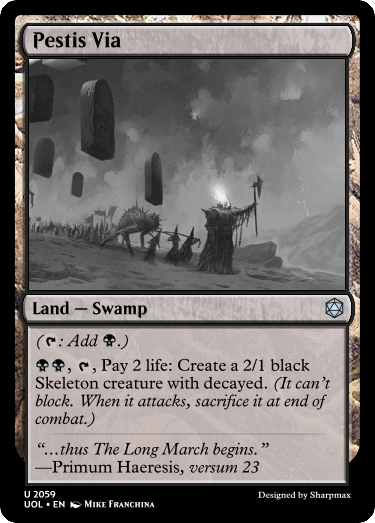 Pestis Via
Land — Swamp
(: Add .)
, , Pay 2 life: Create a 2/1 black
Skeleton creature with decayed. (It can't
block. When it attacks, sacrifice it at end of
combat.)
“…thus The Long March begins.”
—Primum Haeresis, versum 23
U 2059
UOL • EN Mike Franchina
Designed by Sharpmax